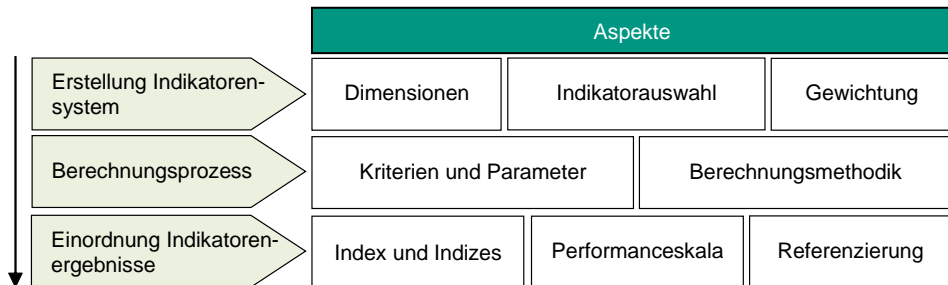 Aspekte
Erstellung Indikatoren-
system
Dimensionen
Indikatorauswahl
Gewichtung
Berechnungsprozess
Kriterien und Parameter
Berechnungsmethodik
Einordnung Indikatoren-
ergebnisse
Index und Indizes
Performanceskala
Referenzierung